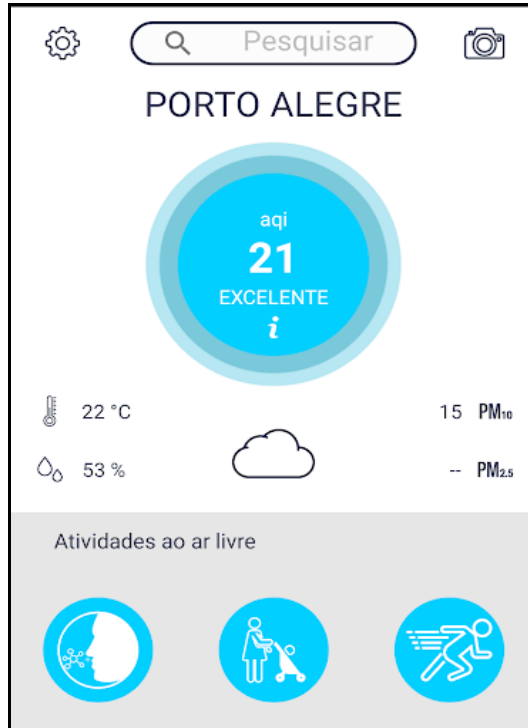 Pesquisar
PORTO ALEGRE
aqi
21
EXCELENTE
i
22 °C
15 PM₁₀
53 %
-- PM₂.₅
Atividades ao ar livre